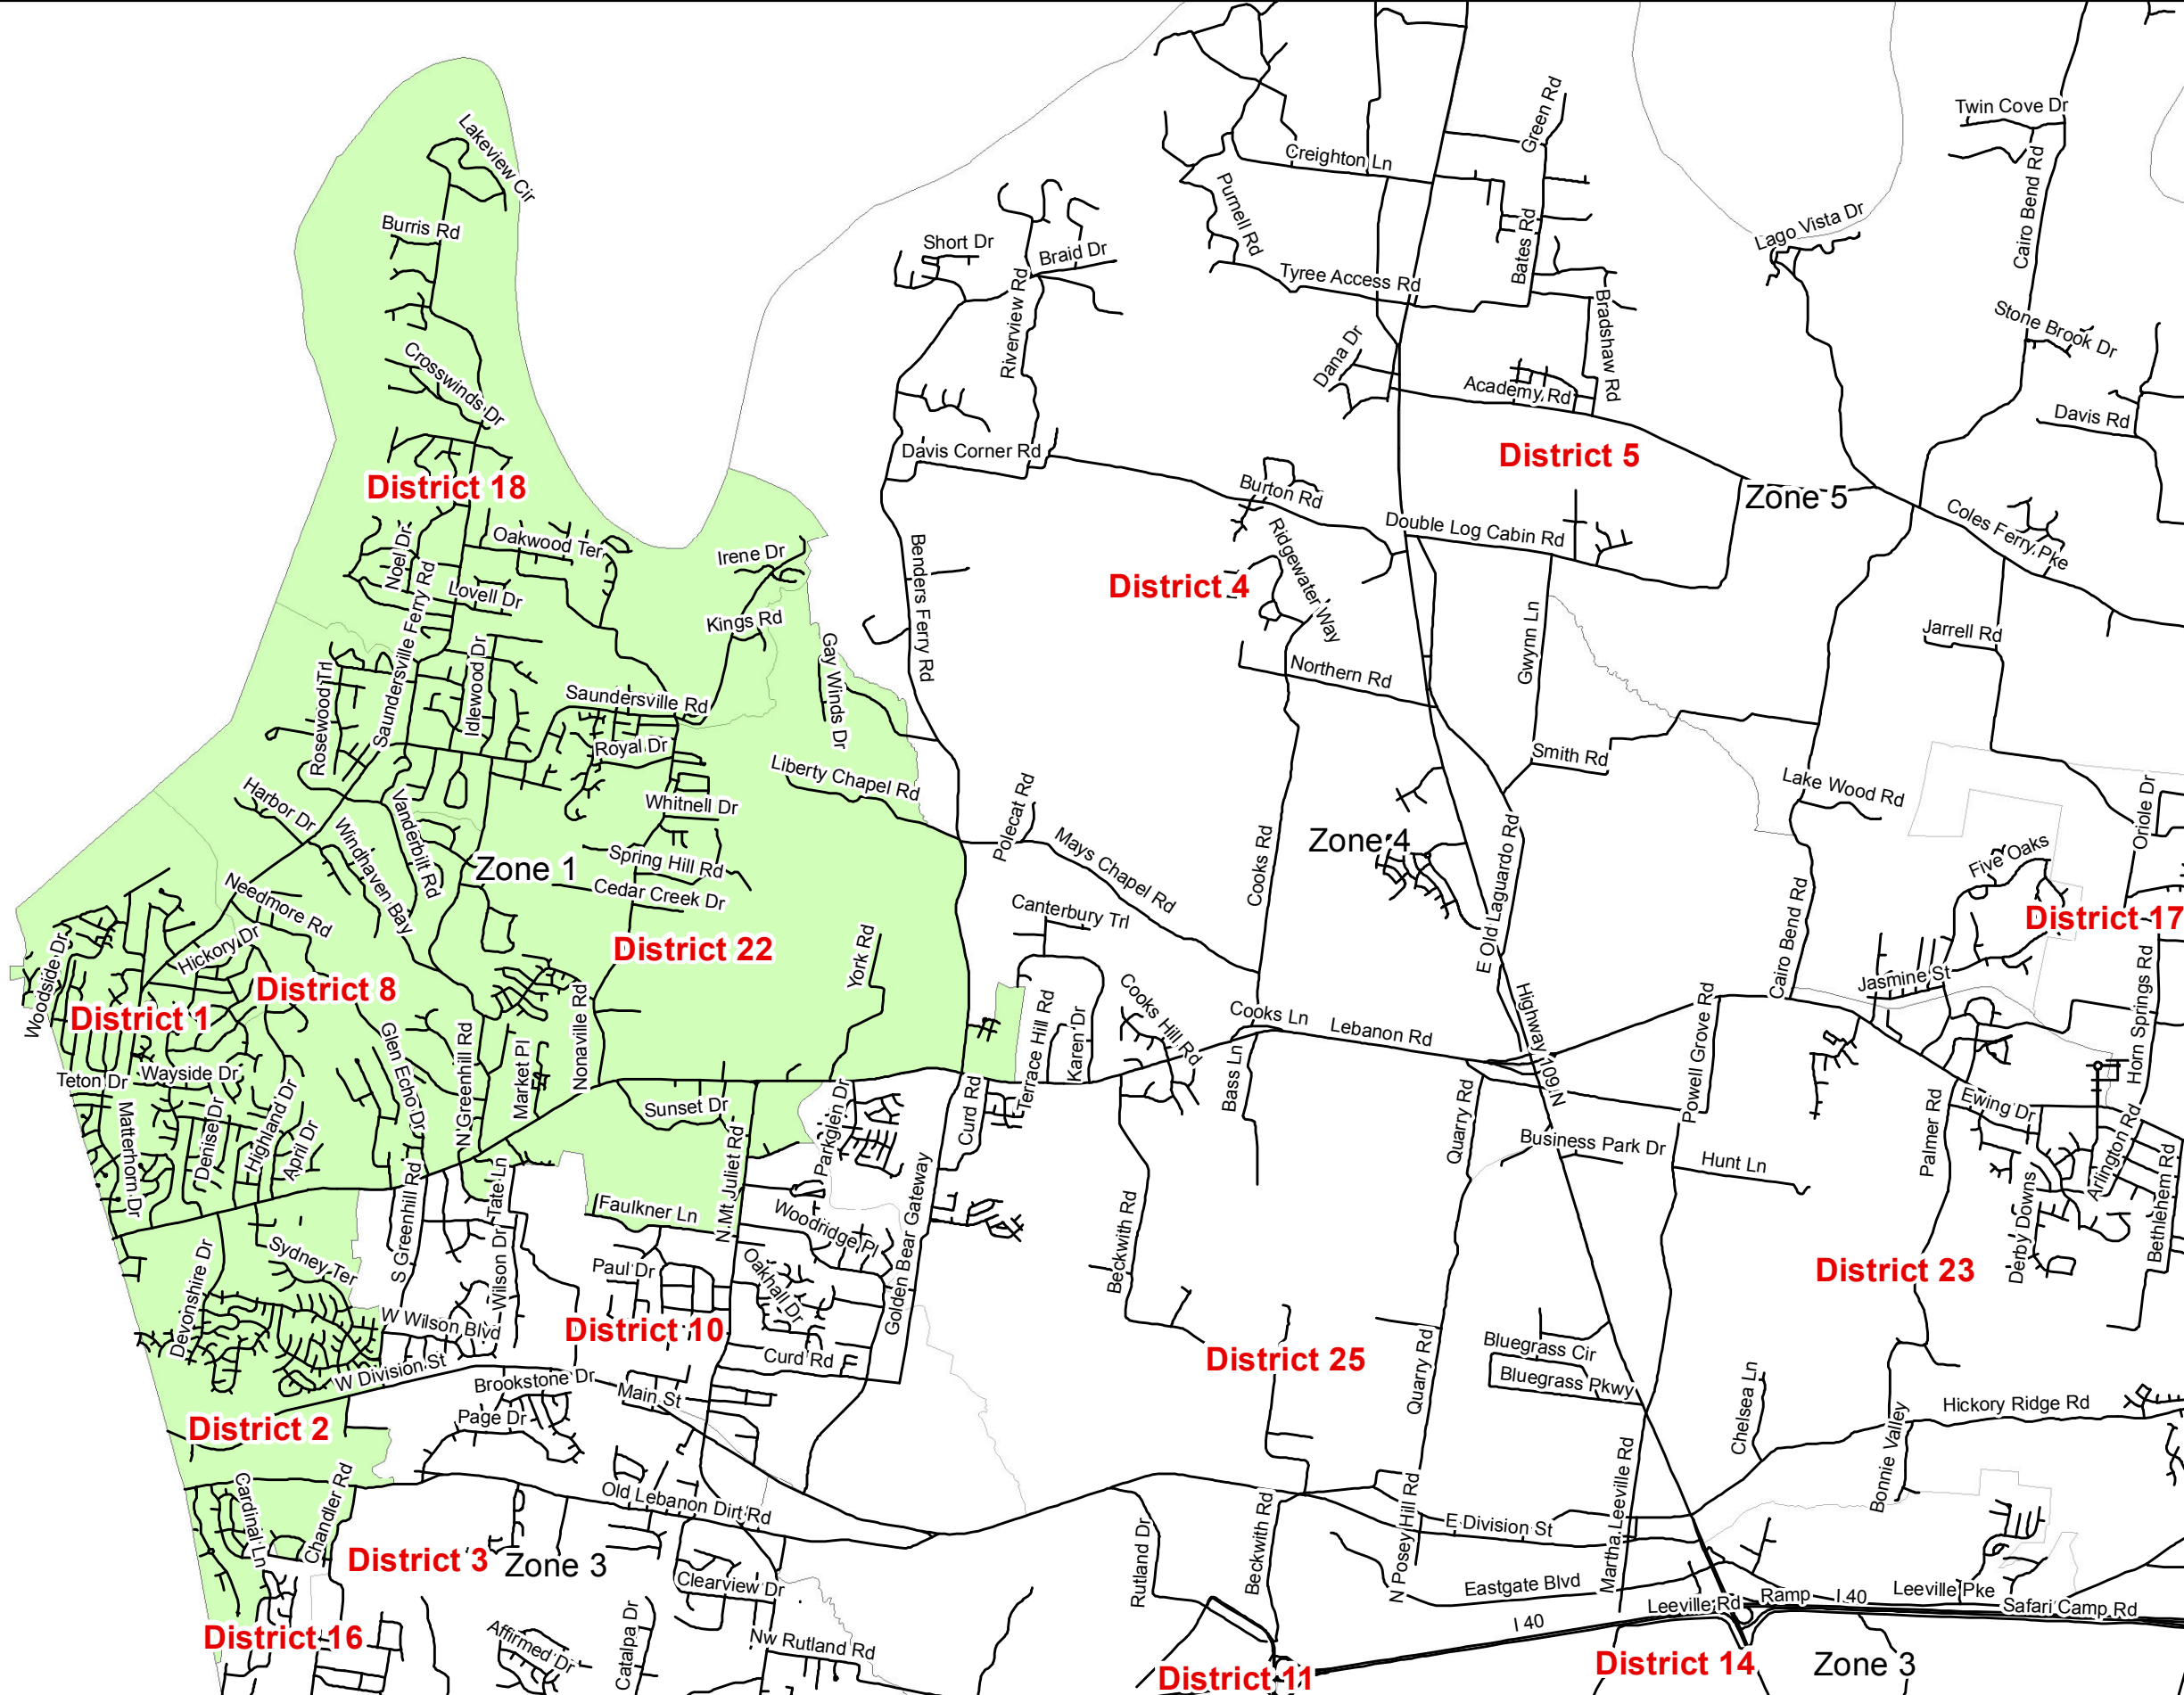 Lakeview Cir
Burris Rd
Crosswinds Dr
District 18
Noel Dr
Oakwood Ter
Lovell Dr
Saundersville Ferry Rd
Irene Dr
Kings Rd
Gay Winds Dr
Idlewood Dr
Rosewood Trl
Saundersville Rd
Royal Dr
Liberty Chapel Rd
Whitnell Dr
Harbor Dr
Vanderbilt Rd
Windhaven Bay
Zone 1
Spring Hill Rd
Cedar Creek Dr
Needmore Rd
Hickory Dr
District 22
York Rd
Woodside Dr
District 8
District 1
Glen Echo Dr
N Greenhill Rd
Market Pl
Nonaville Rd
Teton Dr
Wayside Dr
Matterhorn Dr
Denise Dr
Highland Dr
April Dr
Sunset Dr
N Mt Juliet Rd
Parkglen Dr
Curd Rd
Terrace Hill Rd
Karen Dr
Faulkner Ln
Woodridge Pl
Golden Bear Gateway
S Greenhill Rd
Tate Ln
Wilson Dr
Sydney Ter
Devonshire Dr
Paul Dr
Oakhall Dr
District 10
W Wilson Blvd
W Division St
Curd Rd
Brookstone Dr
Main St
Page Dr
District 2
Cardinal Ln
Chandler Rd
Old Lebanon Dirt Rd
District 3
Zone 3
Clearview Dr
District 16
Affirmed Dr
Catalpa Dr
Nw Rutland Rd
Short Dr
Braid Dr
Riverview Rd
Davis Corner Rd
Benders Ferry Rd
Creighton Ln
Green Rd
Purnell Rd
Bates Rd
Tyree Access Rd
Bradshaw Rd
Dana Dr
Academy Rd
District 5
Zone 5
Burton Rd
Double Log Cabin Rd
Ridgewater Way
District 4
Northern Rd
Gwynn Ln
Smith Rd
Polecat Rd
Mays Chapel Rd
Cooks Rd
Zone 4
E Old Laguardo Rd
Canterbury Trl
Cooks Hill Rd
Cooks Ln
Lebanon Rd
Highway 109 N
Bass Ln
Quarry Rd
Powell Grove Rd
Business Park Dr
Hunt Ln
Beckwith Rd
District 25
Quarry Rd
Bluegrass Cir
Bluegrass Pkwy
Chelsea Ln
Martha Leeville Rd
Rutland Dr
Beckwith Rd
N Posey Hill Rd
E Division St
Eastgate Blvd
I 40
District 11
Leeville Rd
Ramp
I 40
Leeville Pke
Safari Camp Rd
District 14
Zone 3
Twin Cove Dr
Cairo Bend Rd
Lago Vista Dr
Stone Brook Dr
Davis Rd
Coles Ferry Pke
Jarrell Rd
Lake Wood Rd
Oriole Dr
Five Oaks
District 17
Cairo Bend Rd
Jasmine St
Horn Springs Rd
Ewing Dr
Palmer Rd
Arlington Rd
Derby Downs
Bethlehem Rd
District 23
Hickory Ridge Rd
Bonnie Valley